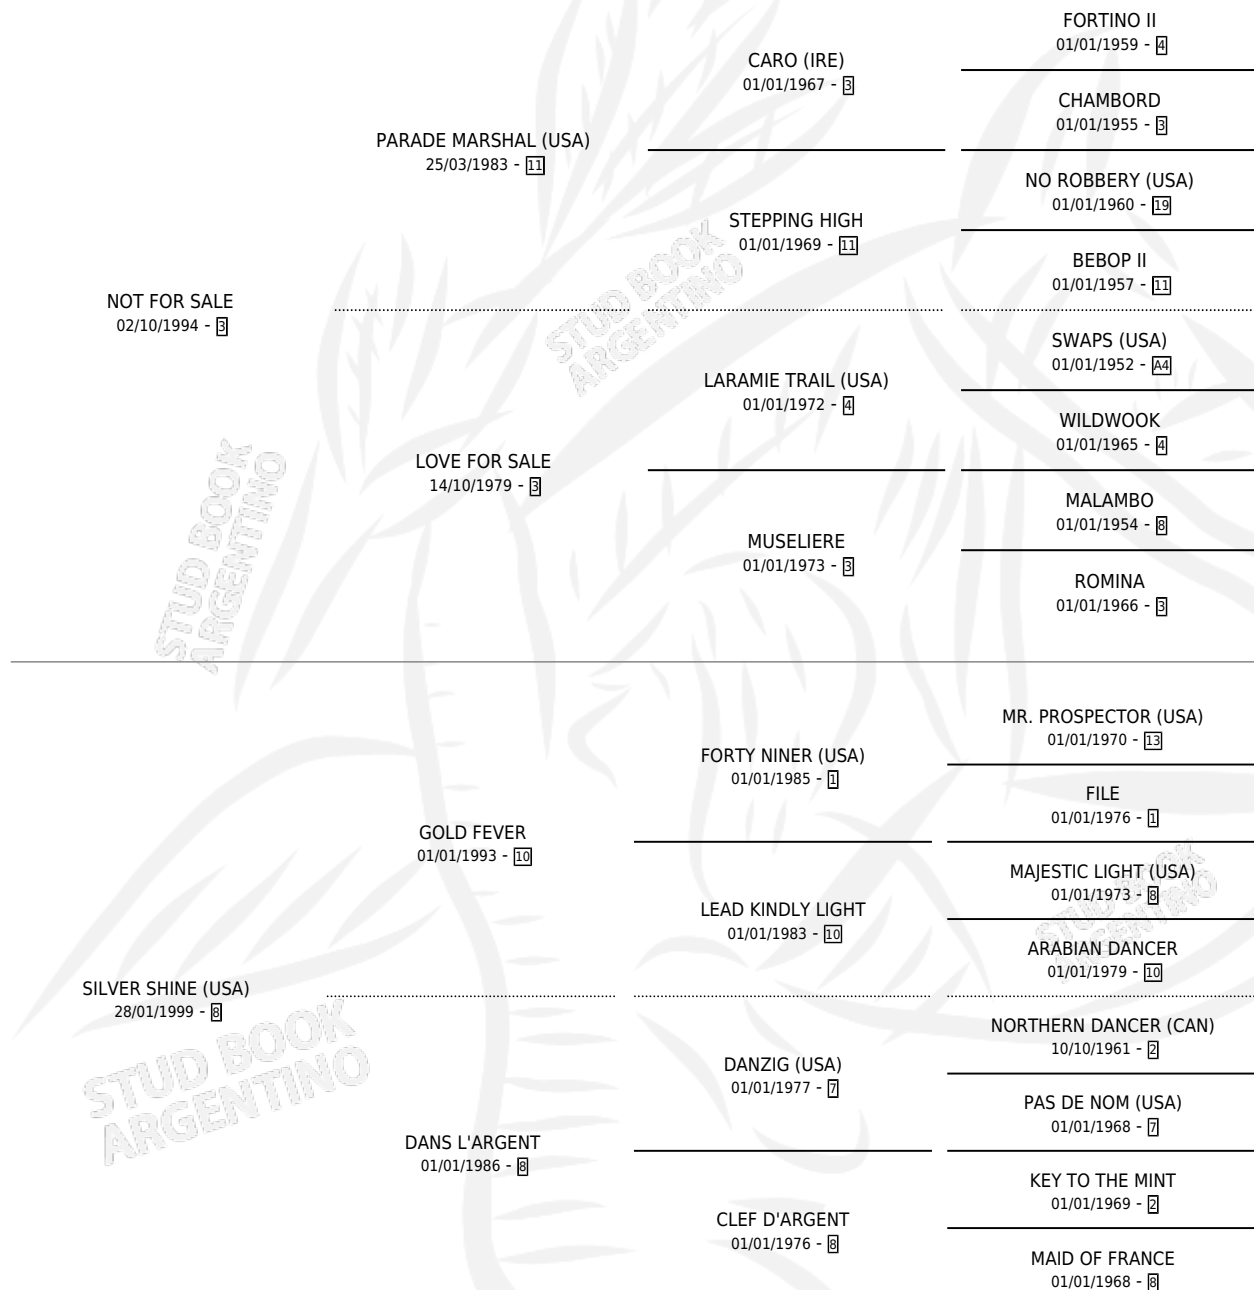 FORTINO II
01/01/1959 - 4
CARO (IRE)
01/01/1967 - 3
CHAMBORD
01/01/1955 - 3
PARADE MARSHAL (USA)
25/03/1983 - 11
NO ROBBERY (USA)
01/01/1960 - 19
STEPPING HIGH
01/01/1969 - 11
BEBOP II
01/01/1957 - 11
NOT FOR SALE
02/10/1994 - 3
STUD BOOK
ARGENTINO
SWAPS (USA)
01/01/1952 - A4
LARAMIE TRAIL (USA)
01/01/1972 - 4
WILDWOOK
01/01/1965 - 4
LOVE FOR SALE
14/10/1979 - 3
MALAMBO
01/01/1954 - 8
MUSELIERE
01/01/1973 - 3
ROMINA
01/01/1966 - 3
STUD BOOK
ARGENTINO
MR. PROSPECTOR (USA)
01/01/1970 - 13
FORTY NINER (USA)
01/01/1985 - 1
FILE
01/01/1976 - 1
GOLD FEVER
01/01/1993 - 10
MAJESTIC LIGHT (USA)
01/01/1973 - 8
LEAD KINDLY LIGHT
01/01/1983 - 10
ARABIAN DANCER
01/01/1979 - 10
STUD BOOK
ARGENTINO
SILVER SHINE (USA)
28/01/1999 - 8
NORTHERN DANCER (CAN)
10/10/1961 - 2
DANZIG (USA)
01/01/1977 - 7
PAS DE NOM (USA)
01/01/1968 - 7
STUD BOOK
ARGENTINO
DANS L'ARGENT
01/01/1986 - 8
KEY TO THE MINT
01/01/1969 - 2
CLEF D'ARGENT
01/01/1976 - 8
MAID OF FRANCE
01/01/1968 - 8